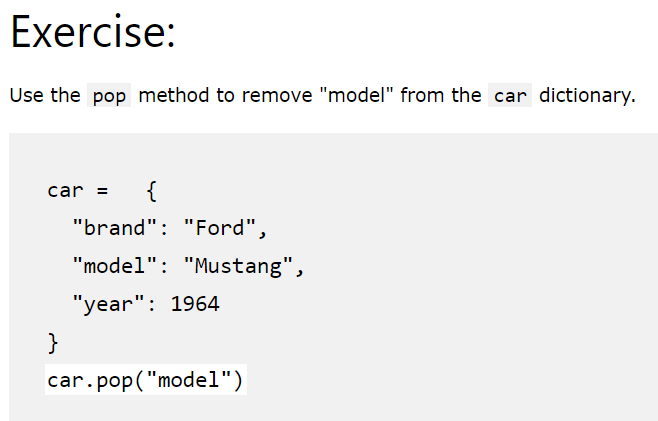 Exercise:
Use the pop method to remove "model" from the car dictionary.
car =   {
  "brand": "Ford",
  "model": "Mustang",
  "year": 1964
}
car.pop("model")